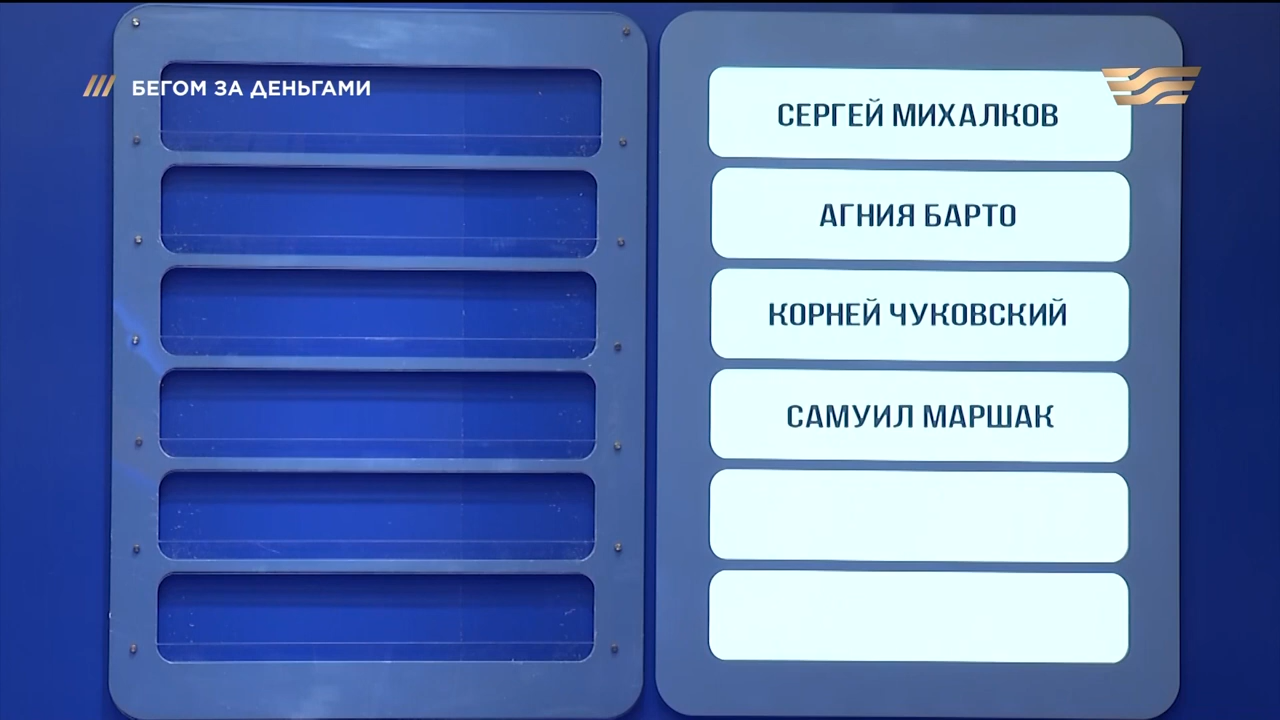 БЕГОМ ЗА ДЕНЬГАМИ
СЕРГЕЙ МИХАЛКОВ
АГНИЯ БАРТО
КОРНЕЙ ЧУКОВСКИЙ
САМУИЛ МАРШАК